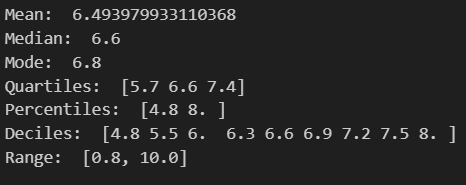 Mean:  6.493979933110368
Median:  6.6
Mode:  6.8
Quartiles:  [5.7 6.6 7.4]
Percentiles:  [4.8 8. ]
Deciles:  [4.8 5.5 6.  6.3 6.6 6.9 7.2 7.5 8. ]
Range:  [0.8, 10.0]